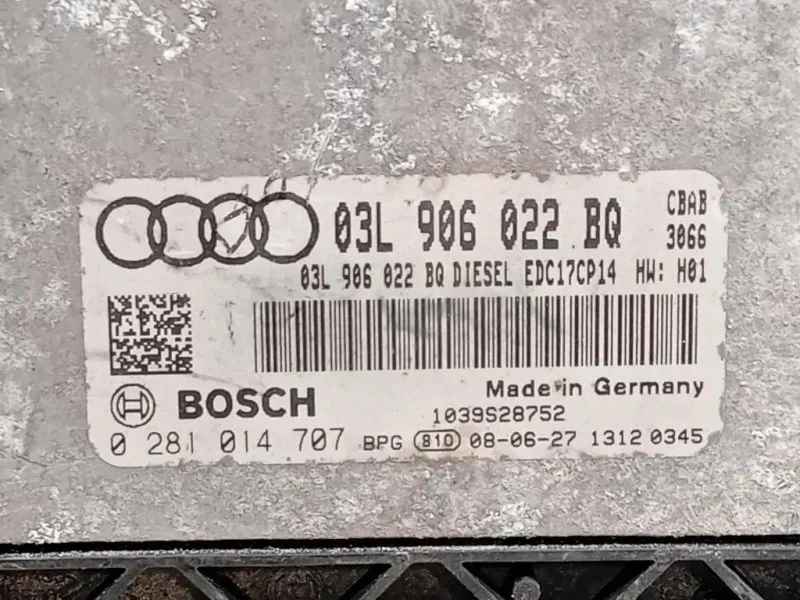 03L 906 022 BQ CBAB
3066
03L 906 022 BQ DIESEL EDC17CP14 HW: H01
BOSCH Made in Germany
1039S28752
0 281 014 707 BPG 810 08-06-27 1312 0345